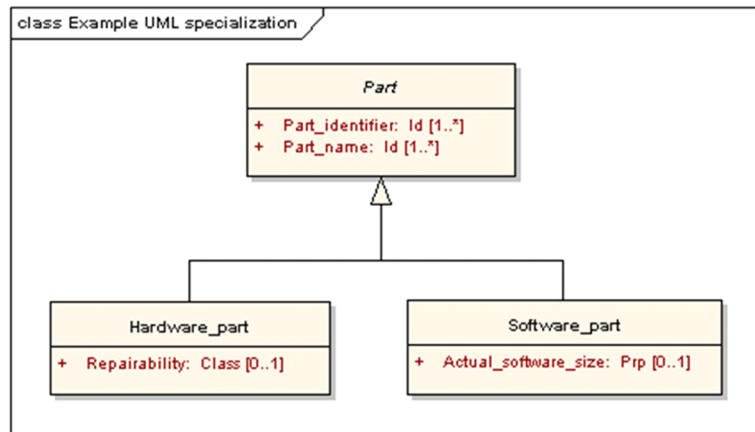 class Example UML specialization
Part
+ Part_identifier: Id [1..*]
+ Part_name: Id [1..*]
Hardware_part
+ Repairability: Class [0..1]
Software_part
+ Actual_software_size: Prp [0..1]